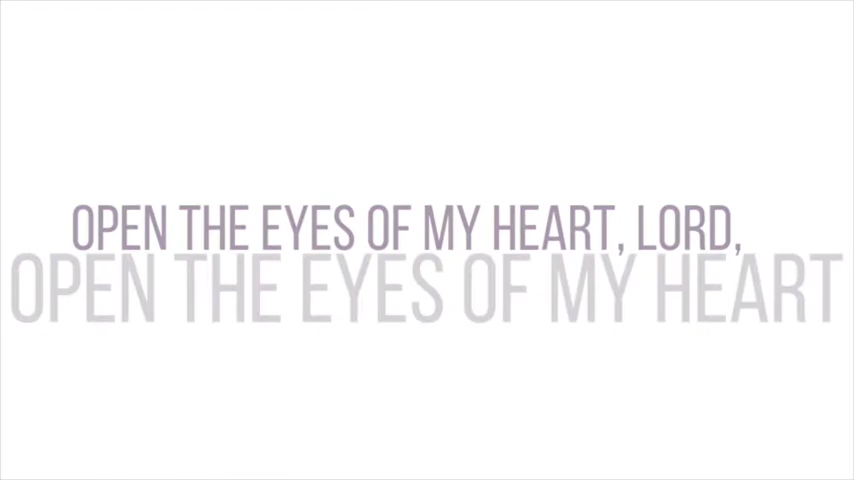 OPEN THE EYES OF MY HEART, LORD,
OPEN THE EYES OF MY HEART